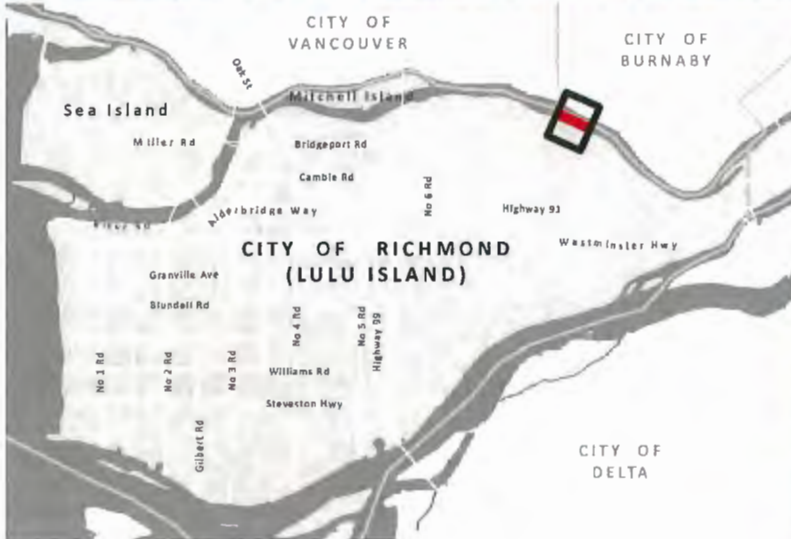 CITY OF
VANCOUVER
CITY OF
BURNABY
Oak St
Sea Island
Mitchell Island
Miller Rd
Bridgeport Rd
Cambie Rd
No 6 Rd
Highway 91
Alderbridge Way
River Rd
Westminster Hwy
CITY OF RICHMOND
(LULU ISLAND)
Granville Ave
Blundell Rd
No 1 Rd
No 2 Rd
No 3 Rd
No 4 Rd
No 5 Rd
Highway 99
Williams Rd
Steveston Hwy
Gilbert Rd
CITY OF
DELTA